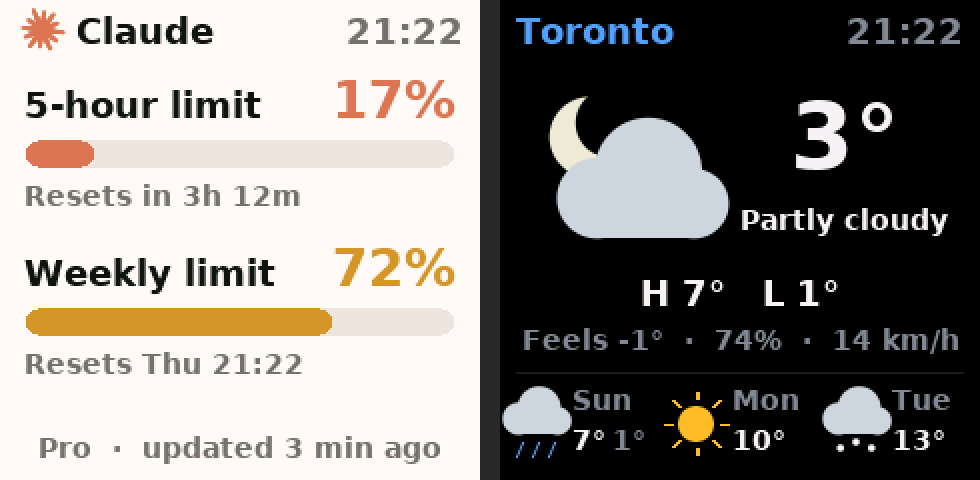 Claude 21:22
5-hour limit 17%
Resets in 3h 12m
Weekly limit 72%
Resets Thu 21:22
Pro · updated 3 min ago
Toronto 21:22
3°
Partly cloudy
H 7° L 1°
Feels -1° · 74% · 14 km/h
Sun Mon Tue
7° 1° 10° 13°